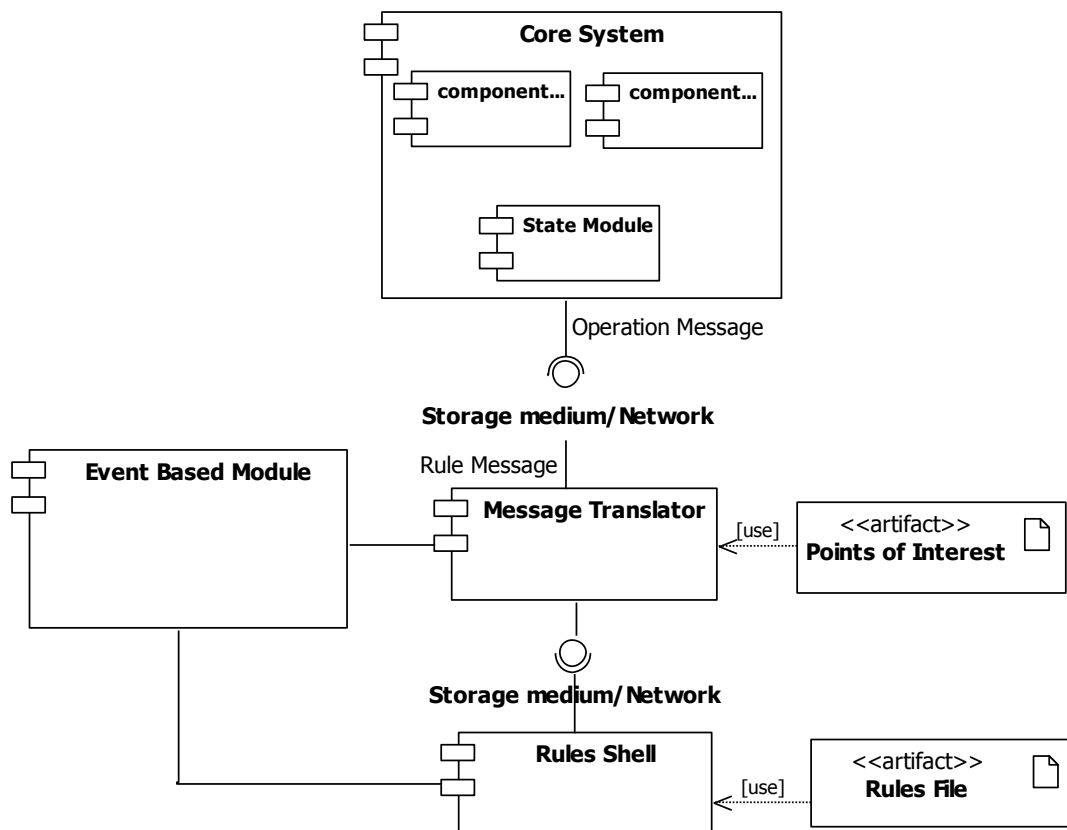 Core System
component...
component...
State Module
Operation Message
Storage medium/Network
Rule Message
Event Based Module
Message Translator
[use]
<<artifact>>
Points of Interest
Storage medium/Network
Rules Shell
[use]
<<artifact>>
Rules File